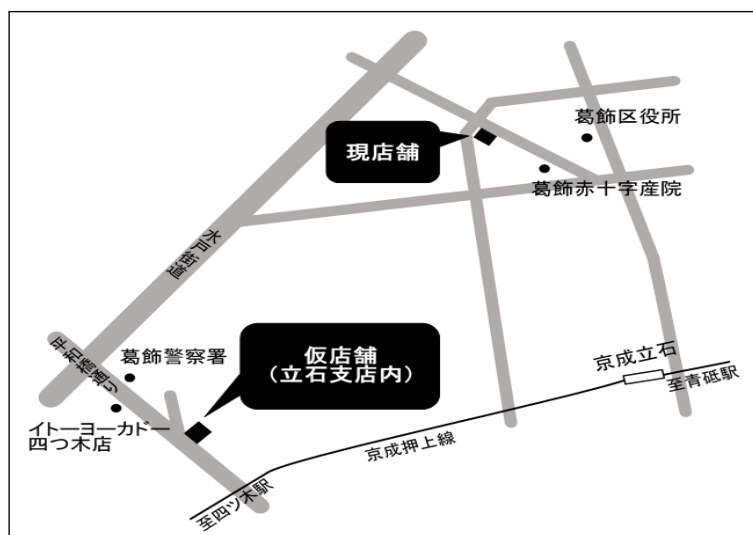 葛飾区役所
現店舗
葛飾赤十字産院
水戸街道
平和橋通り
葛飾警察署
仮店舗
（立石支店内）
京成立石
至青砥駅
イトーヨーカドー
四つ木店
京成押上線
至四ツ木駅